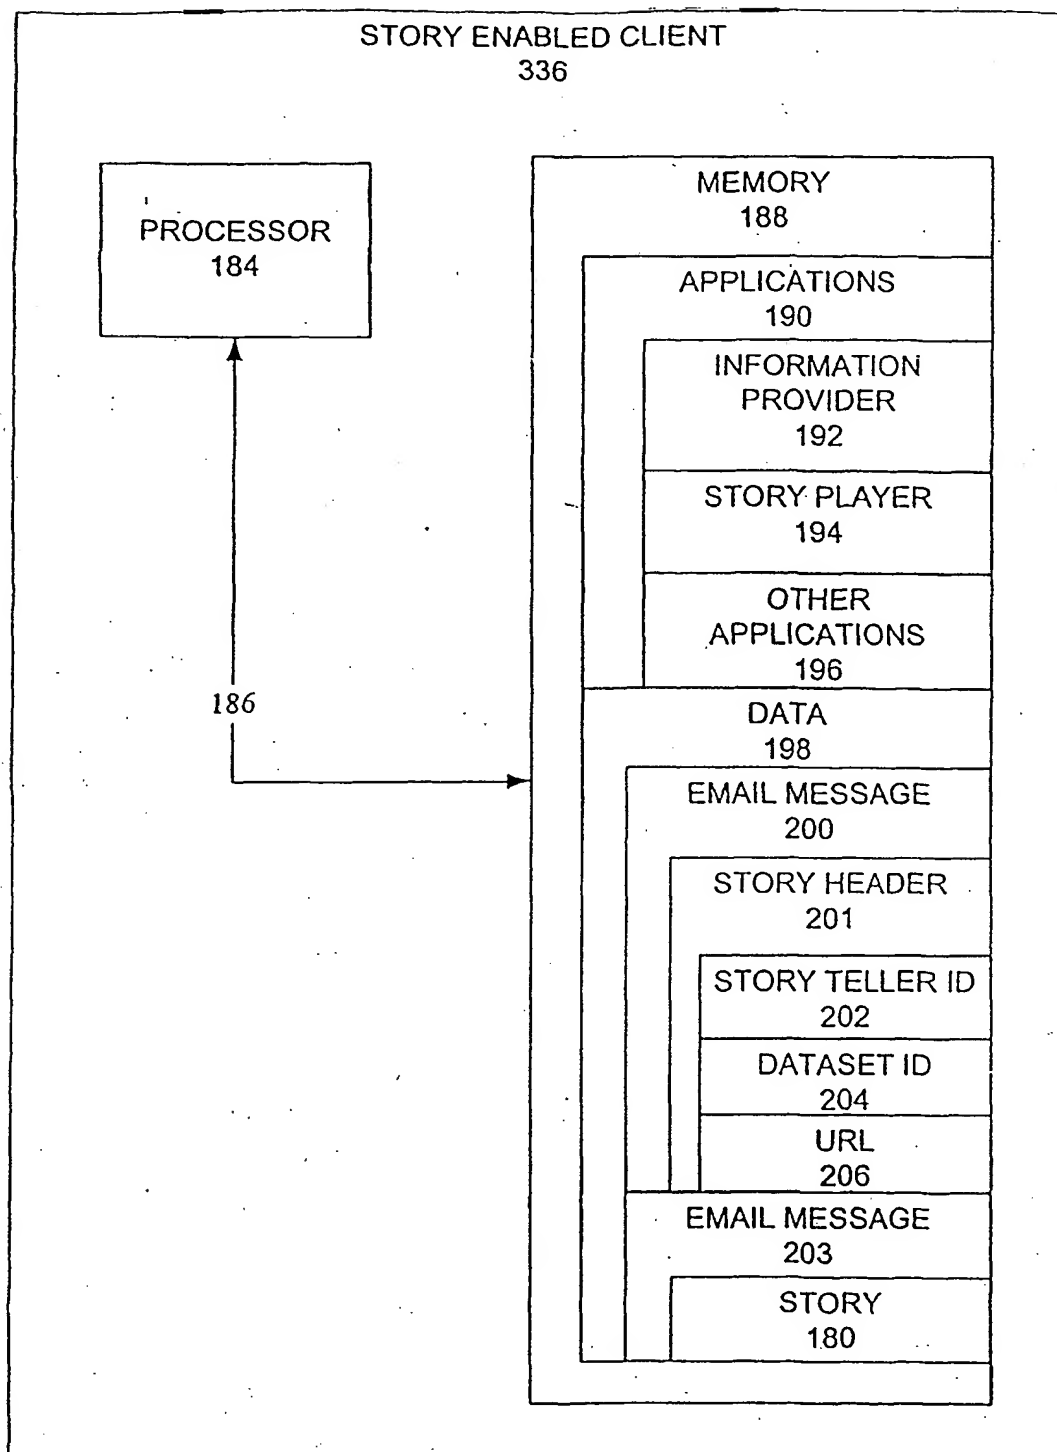 STORY ENABLED CLIENT
336
PROCESSOR
184
186
MEMORY
188
APPLICATIONS
190
INFORMATION
PROVIDER
192
STORY PLAYER
194
OTHER
APPLICATIONS
196
DATA
198
EMAIL MESSAGE
200
STORY HEADER
201
STORY TELLER ID
202
DATASET ID
204
URL
206
EMAIL MESSAGE
203
STORY
180